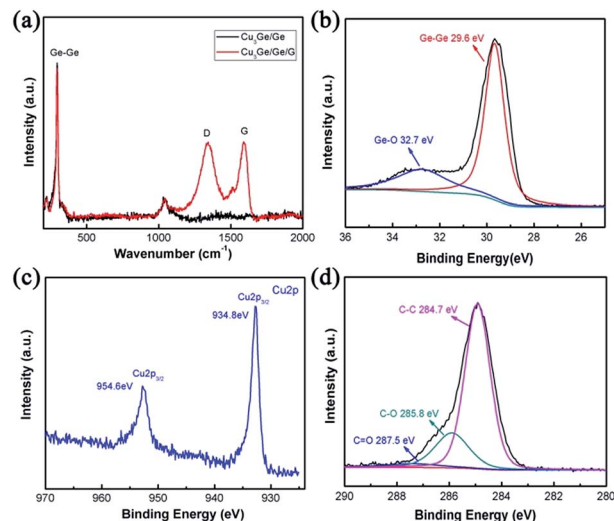 (a)
Cu3Ge/Ge
Cu3Ge/Ge/G
Ge-Ge
D
G
Intensity (a.u.)
500
1000
1500
2000
Wavenumber (cm-1)
(b)
Ge-Ge 29.6 eV
Ge-O 32.7 eV
Intensity (a.u.)
36
34
32
30
28
26
Binding Energy(eV)
(c)
Cu2p3/2
Cu2p
934.8eV
Cu2p3/2
954.6eV
Intensity (a.u.)
970
960
950
940
930
Binding Energy (eV)
(d)
C-C 284.7 eV
C-O 285.8 eV
C=O 287.5 eV
Intensity (a.u.)
290
288
286
284
282
280
Binding Energy (eV)